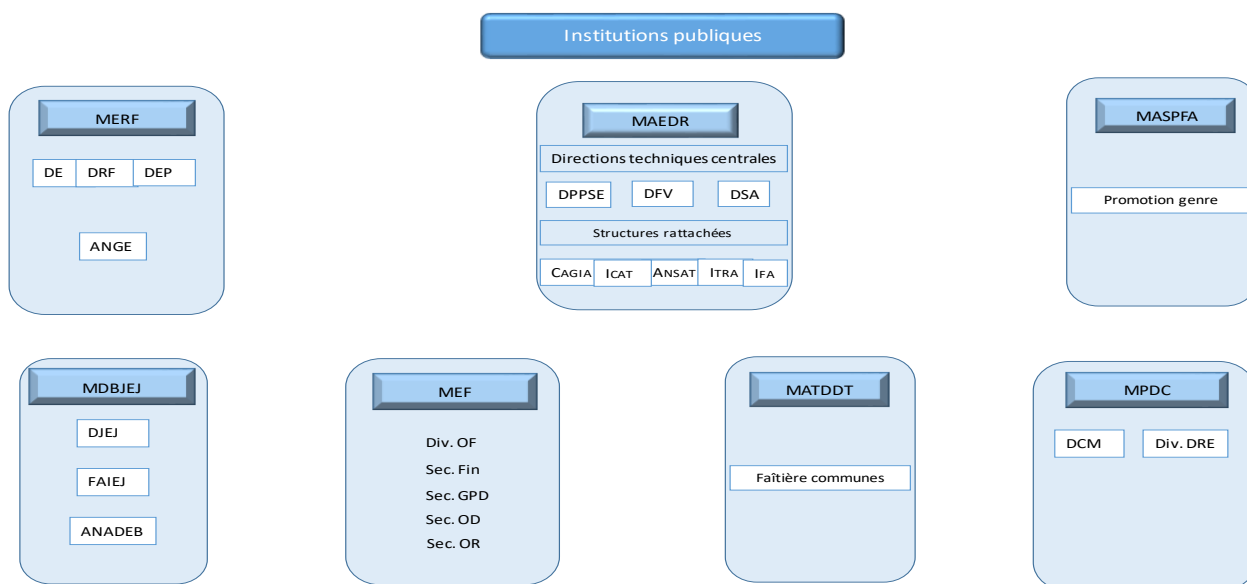 Institutions publiques
MERF
DE DRF DEP
ANGE
MAEDR
Directions techniques centrales
DPPSE DFV DSA
Structures rattachées
CAGIA ICAT ANSAT ITRA IFA
MASPFA
Promotion genre
MDBJEJ
DJEJ
FAIEJ
ANADEB
MEF
Div. OF
Sec. Fin
Sec. GPD
Sec. OD
Sec. OR
MATDDT
Faîtière communes
MPDC
DCM Div. DRE